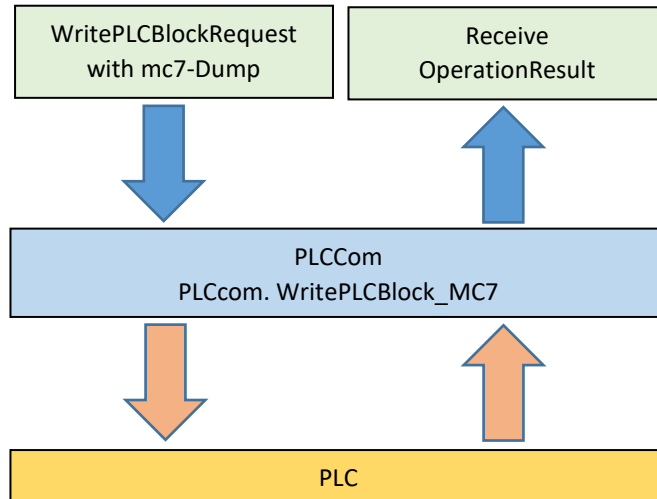 WritePLCBlockRequest
with mc7-Dump
Receive
OperationResult
PLCCom
PLCcom. WritePLCBlock_MC7
PLC